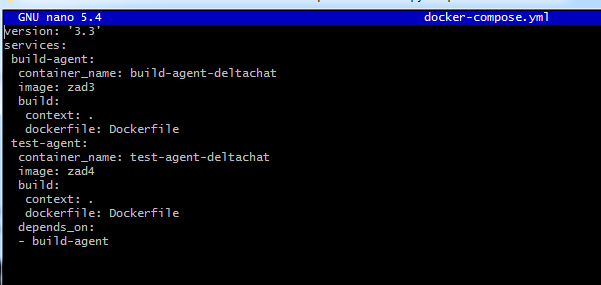 GNU nano 5.4 docker-compose.yml
version: '3.3'
services:
 build-agent:
  container_name: build-agent-deltachat
  image: zad3
  build:
   context: .
   dockerfile: Dockerfile
 test-agent:
  container_name: test-agent-deltachat
  image: zad4
  build:
   context: .
   dockerfile: Dockerfile
  depends_on:
  - build-agent